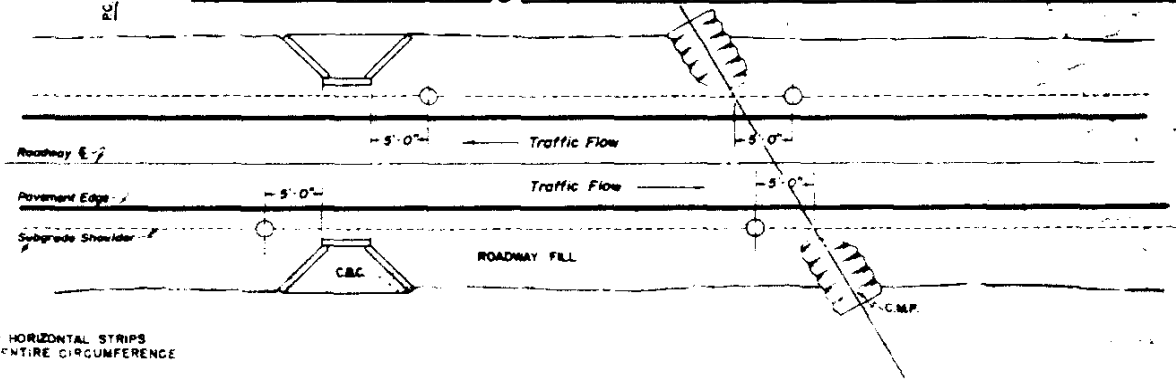 PC
5'-0"
Traffic Flow
5'-0"
Roadway ℄
Traffic Flow
5'-0"
Pavement Edge
5'-0"
Subgrade Shoulder
ROADWAY FILL
C.B.C.
C.M.P.
HORIZONTAL STRIPS
ENTIRE CIRCUMFERENCE